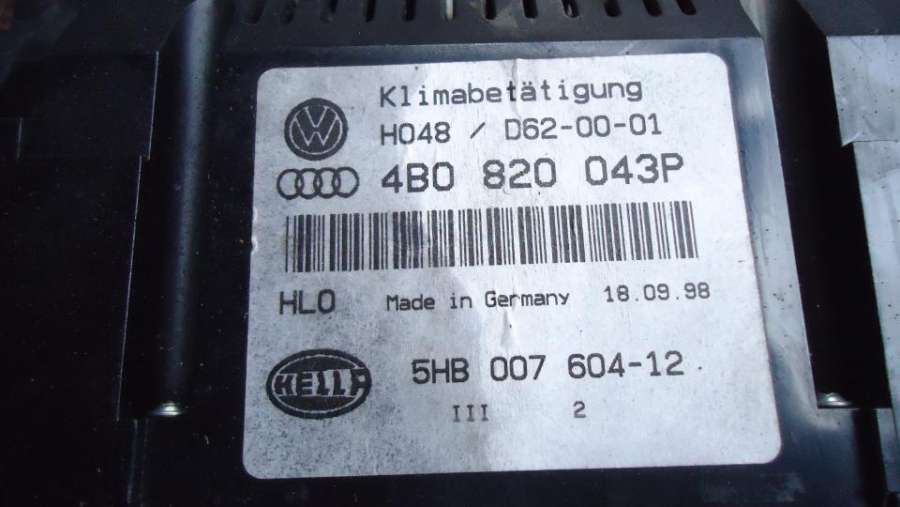 Klimabetätigung
H048 / D62-00-01
4B0 820 043P
HLO Made in Germany 18.09.98
HELLA 5HB 007 604-12
III 2